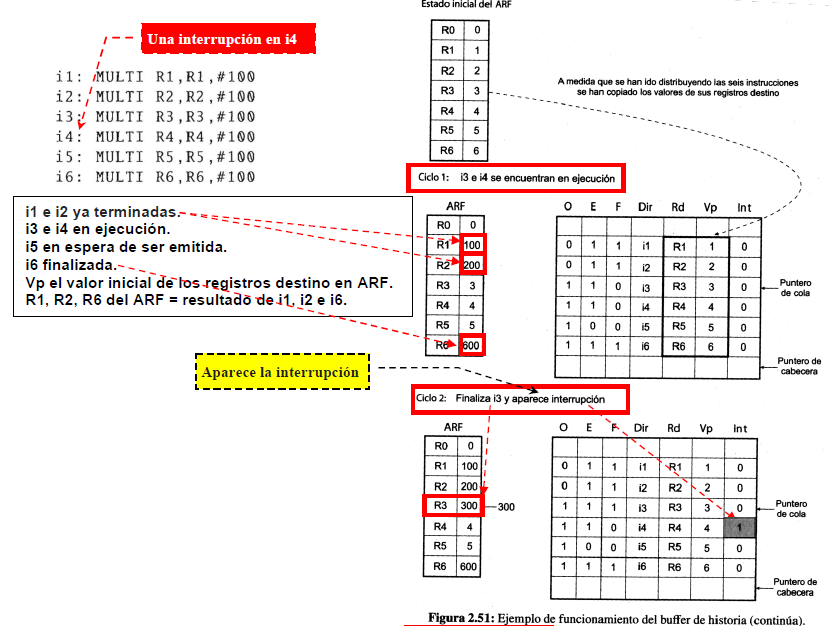 Estado inicial del ARF
R0 0
R1 1
R2 2
R3 3
R4 4
R5 5
R6 6
Una interrupción en i4
i1: MULTI R1,R1,#100
i2: MULTI R2,R2,#100
i3: MULTI R3,R3,#100
i4: MULTI R4,R4,#100
i5: MULTI R5,R5,#100
i6: MULTI R6,R6,#100
A medida que se han ido distribuyendo las seis instrucciones
se han copiado los valores de sus registros destino
Ciclo 1: i3 e i4 se encuentran en ejecución
i1 e i2 ya terminadas.
i3 e i4 en ejecución.
i5 en espera de ser emitida.
i6 finalizada.
Vp el valor inicial de los registros destino en ARF.
R1, R2, R6 del ARF = resultado de i1, i2 e i6.
ARF
R0 0
R1 100
R2 200
R3 3
R4 4
R5 5
R6 600
O E F Dir Rd Vp Int
0 1 1 i1 R1 1 0
0 1 1 i2 R2 2 0
1 1 0 i3 R3 3 0
1 1 0 i4 R4 4 0
1 0 0 i5 R5 5 0
1 1 1 i6 R6 6 0
Puntero
de cola
Puntero de
cabecera
Aparece la interrupción
Ciclo 2: Finaliza i3 y aparece interrupción
ARF
R0 0
R1 100
R2 200
R3 300
R4 4
R5 5
R6 600
300
O E F Dir Rd Vp Int
0 1 1 i1 R1 1 0
0 1 1 i2 R2 2 0
1 1 1 i3 R3 3 0
1 1 0 i4 R4 4 1
1 0 0 i5 R5 5 0
1 1 1 i6 R6 6 0
Puntero
de cola
Puntero de
cabecera
Figura 2.51: Ejemplo de funcionamiento del buffer de historia (continúa).